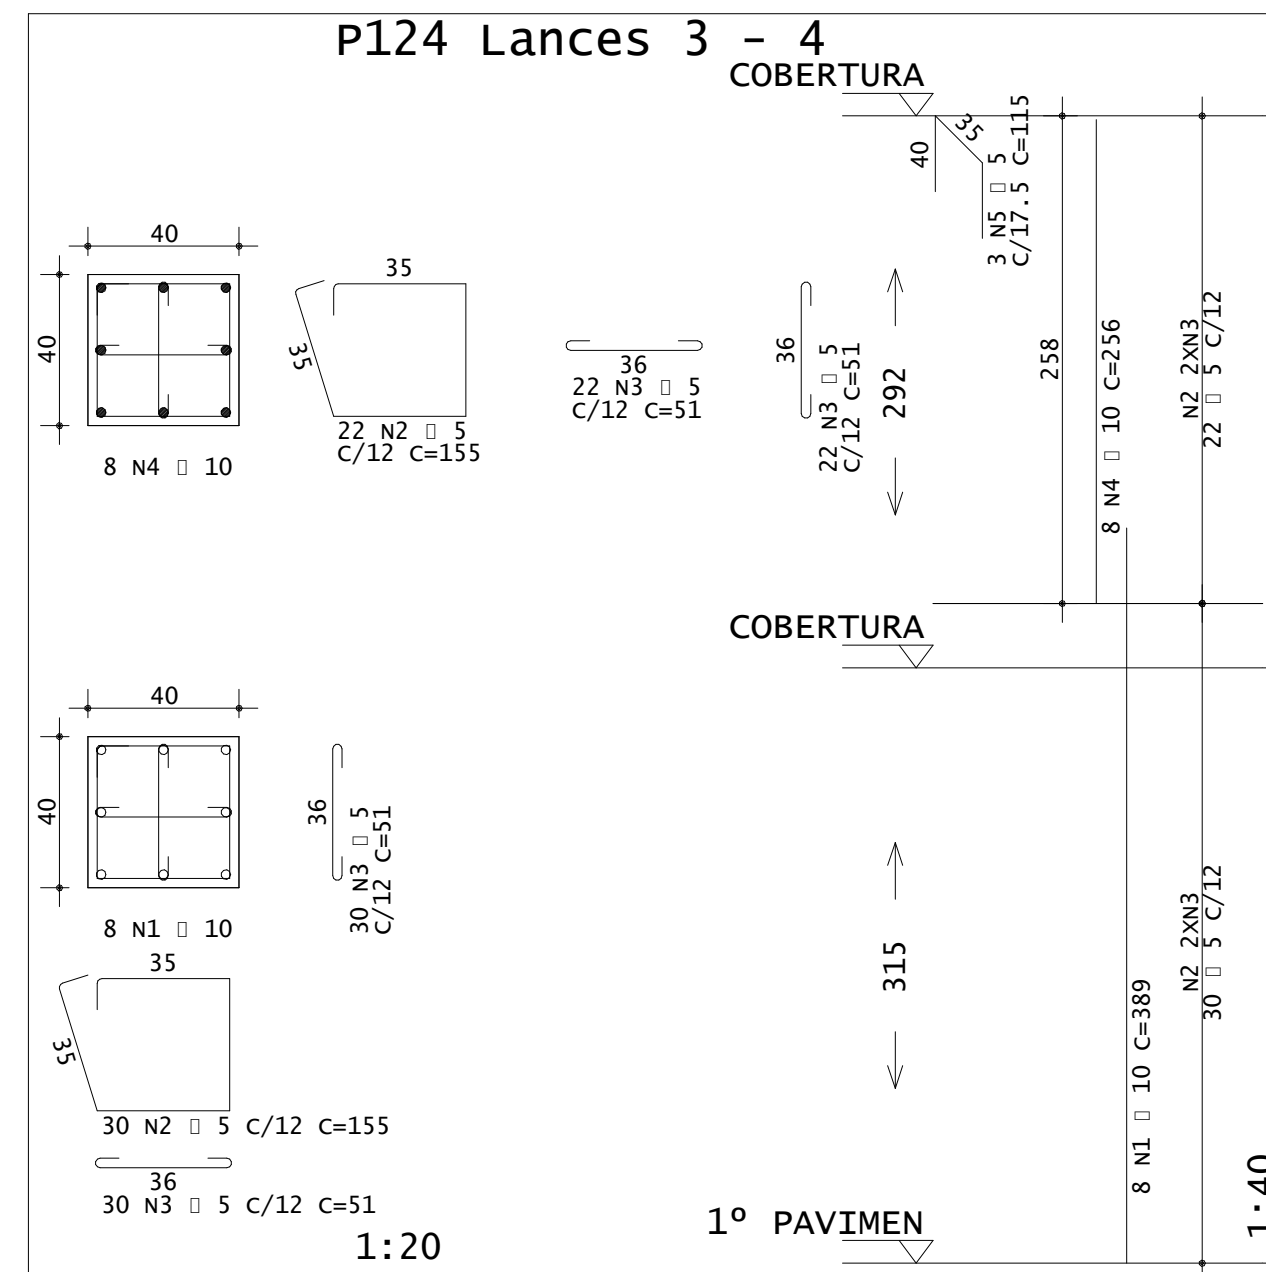 P124 Lances 3 - 4
COBERTURA
35
40
3 N5 ▯ 5
C/17.5 C=115
40
40
8 N4 ▯ 10
35
35
22 N2 ▯ 5
C/12 C=155
36
22 N3 ▯ 5
C/12 C=51
36
22 N3 ▯ 5
C/12 C=51
292
258
8 N4 ▯ 10 C=256
N2 2XN3
22 ▯ 5 C/12
COBERTURA
40
40
8 N1 ▯ 10
36
30 N3 ▯ 5
C/12 C=51
35
35
30 N2 ▯ 5 C/12 C=155
36
30 N3 ▯ 5 C/12 C=51
1:20
315
8 N1 ▯ 10 C=389
N2 2XN3
30 ▯ 5 C/12
1º PAVIMEN
1:40